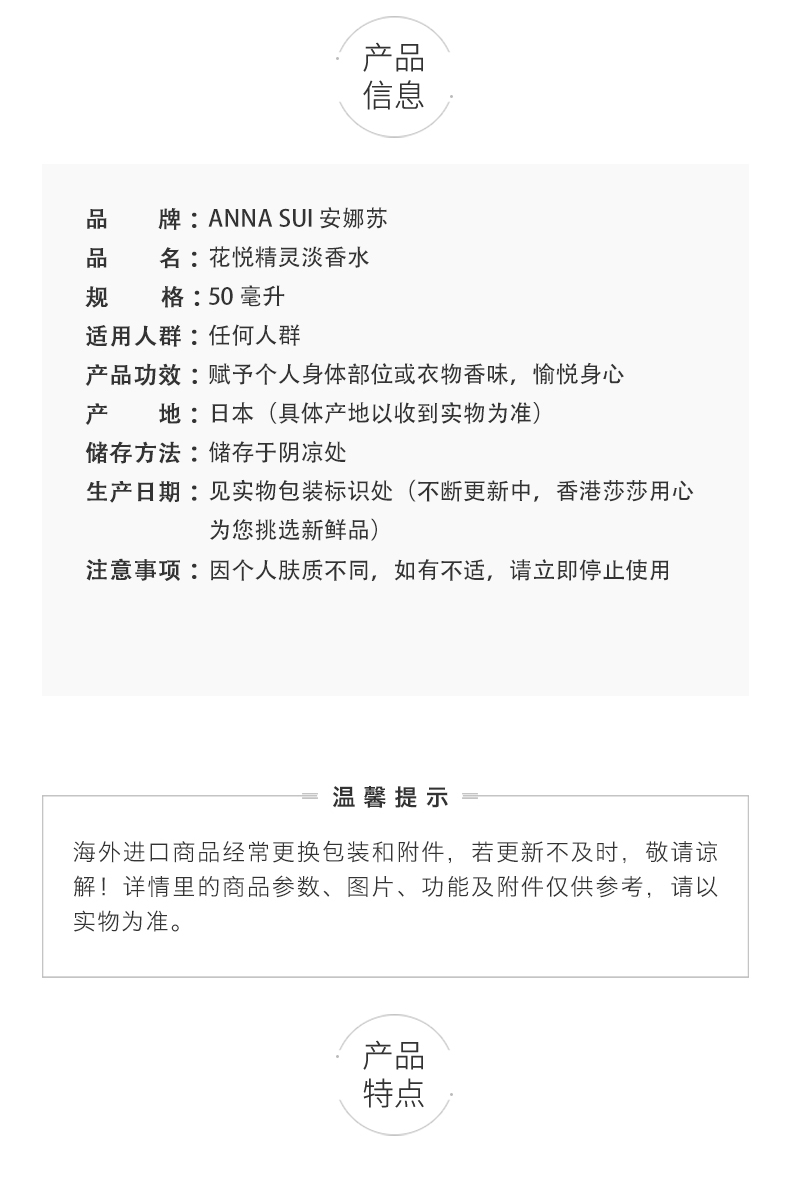 产品
信息
品 牌：ANNA SUI 安娜苏
品 名：花悦精灵淡香水
规 格：50 毫升
适用人群：任何人群
产品功效：赋予个人身体部位或衣物香味，愉悦身心
产 地：日本（具体产地以收到实物为准）
储存方法：储存于阴凉处
生产日期：见实物包装标识处（不断更新中，香港莎莎用心
为您挑选新鲜品）
注意事项：因个人肤质不同，如有不适，请立即停止使用
温馨提示
海外进口商品经常更换包装和附件，若更新不及时，敬请谅
解！详情里的商品参数、图片、功能及附件仅供参考，请以
实物为准。
产品
特点